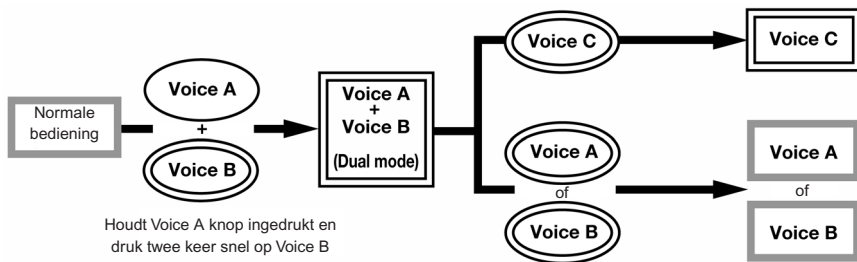 Normale
bediening
Voice A
+
Voice B
Houdt Voice A knop ingedrukt en
druk twee keer snel op Voice B
Voice A
+
Voice B
(Dual mode)
Voice C
Voice C
Voice A
of
Voice B
Voice A
of
Voice B